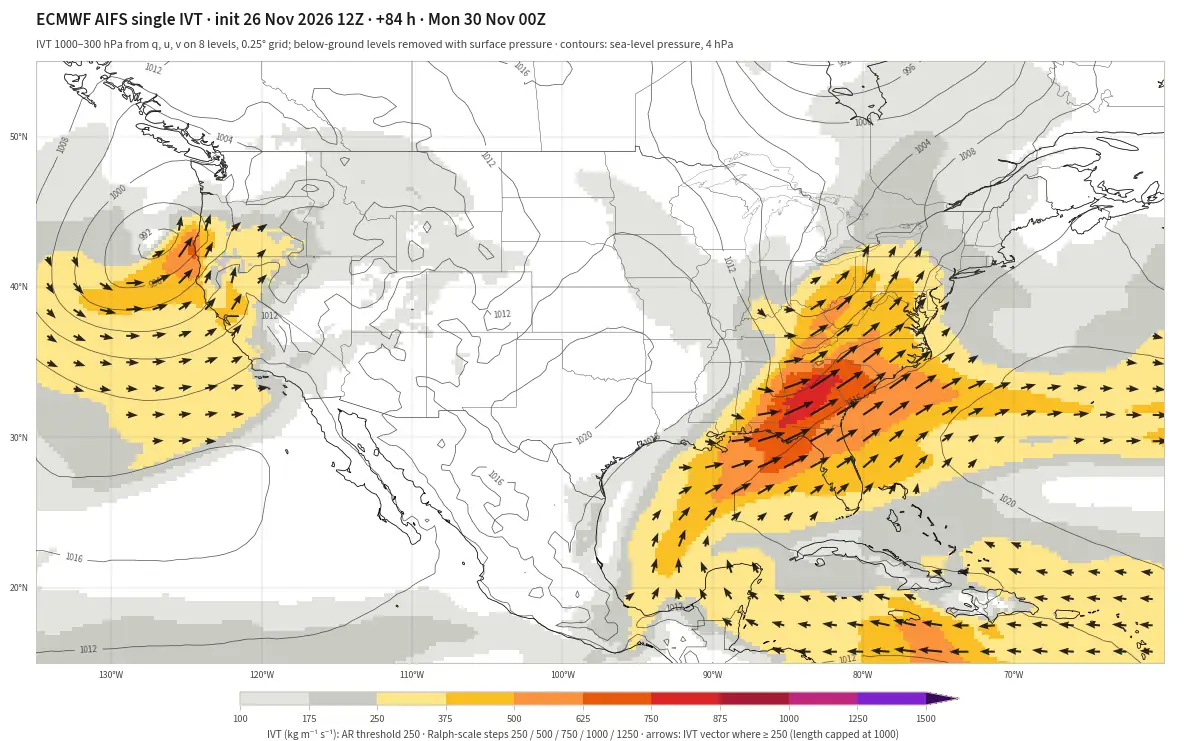 ECMWF AIFS single IVT · init 26 Nov 2026 12Z · +84 h · Mon 30 Nov 00Z
IVT 1000–300 hPa from q, u, v on 8 levels, 0.25° grid; below-ground levels removed with surface pressure · contours: sea-level pressure, 4 hPa
1012
1016
996
1008
1004
1000
1004
1008
50°N
1012
1000
992
1012
40°N
1012
1012
30°N
1020
1016
1020
1016
20°N
1012
1012
1012
130°W 120°W 110°W 100°W 90°W 80°W 70°W
100 175 250 375 500 625 750 875 1000 1250 1500
IVT (kg m⁻¹ s⁻¹): AR threshold 250 · Ralph-scale steps 250 / 500 / 750 / 1000 / 1250 · arrows: IVT vector where ≥ 250 (length capped at 1000)